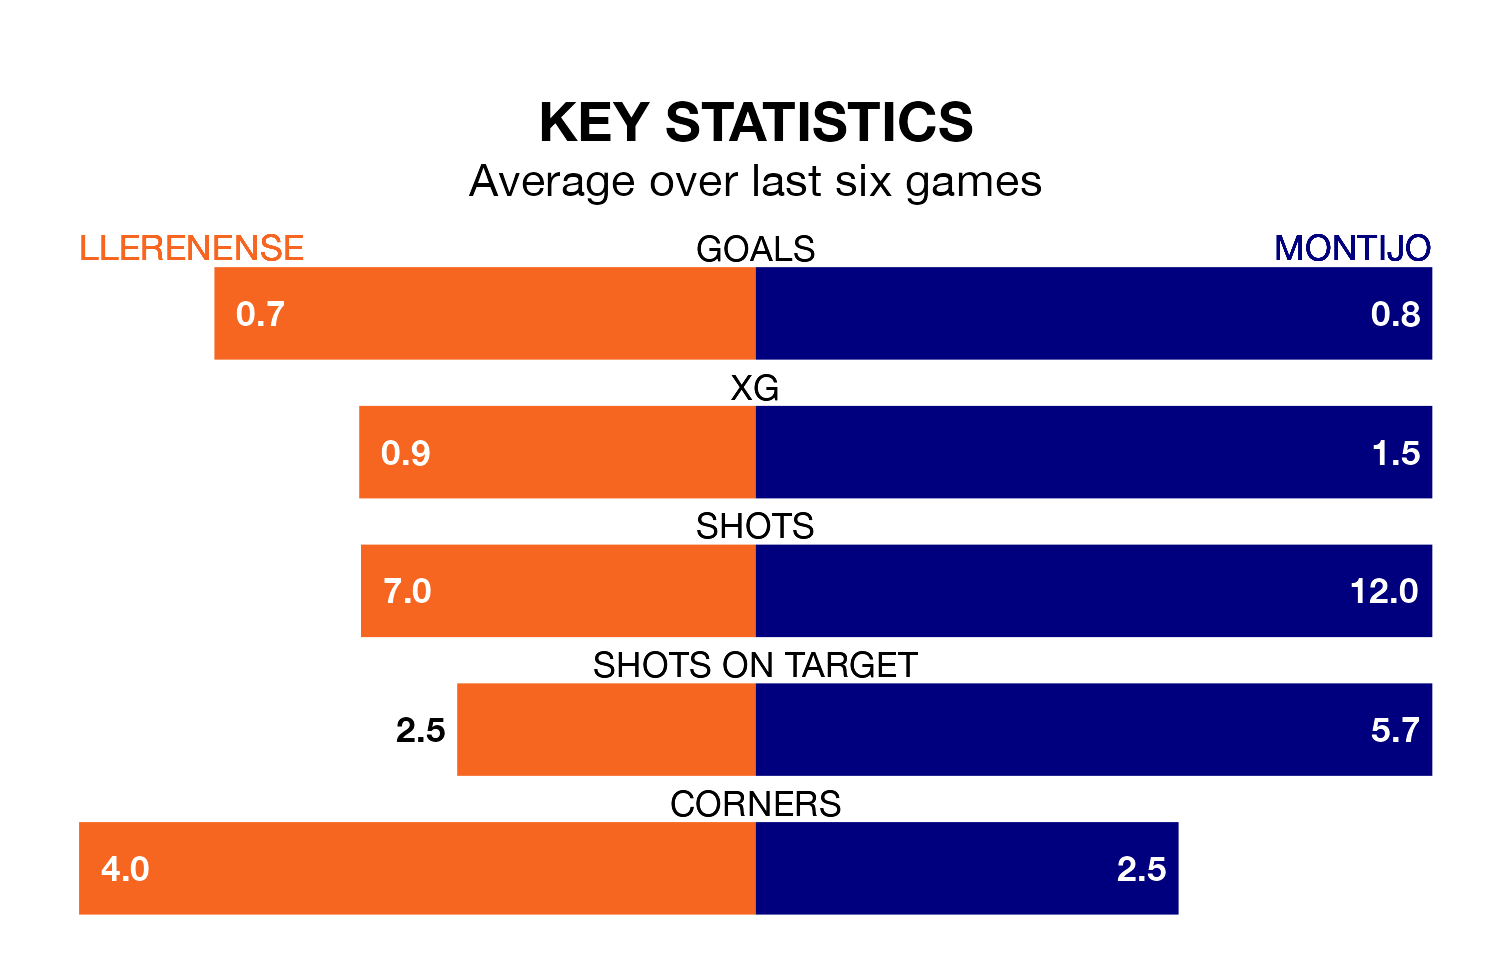 KEY STATISTICS
Average over last six games
LLERENENSE GOALS MONTIJO
0.7 0.8
XG
0.9 1.5
SHOTS
7.0 12.0
SHOTS ON TARGET
2.5 5.7
CORNERS
4.0 2.5